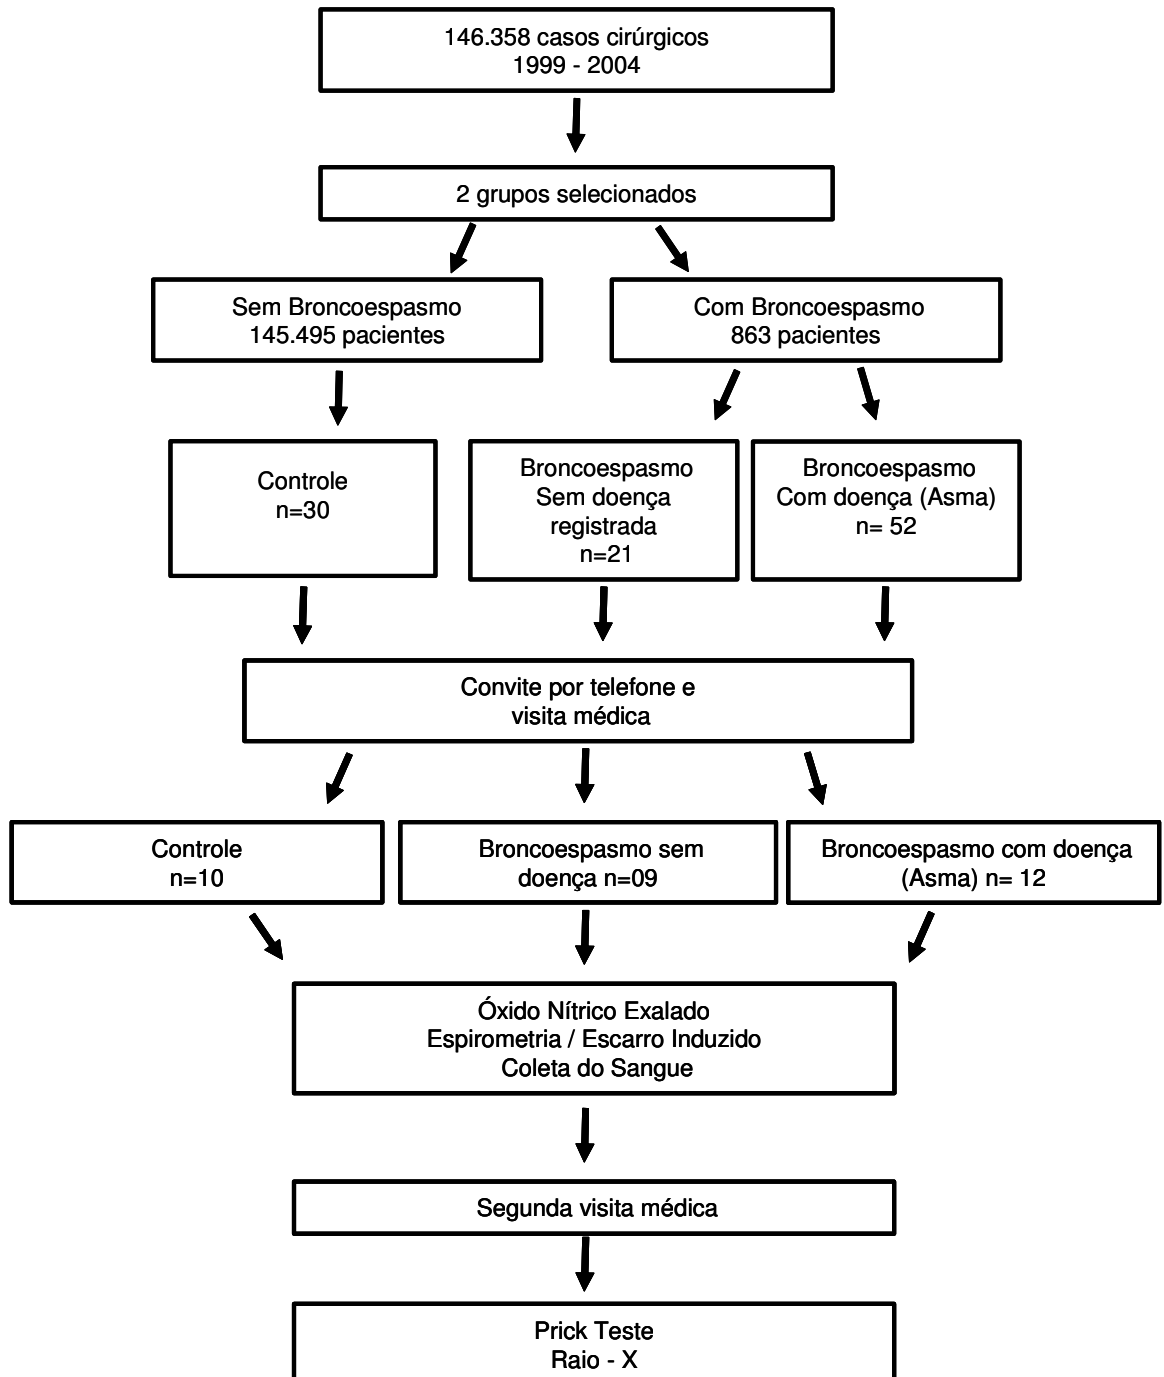 146.358 casos cirúrgicos
1999 - 2004
2 grupos selecionados
Sem Broncoespasmo
145.495 pacientes
Com Broncoespasmo
863 pacientes
Controle
n=30
Broncoespasmo
Sem doença
registrada
n=21
Broncoespasmo
Com doença (Asma)
n= 52
Convite por telefone e
visita médica
Controle
n=10
Broncoespasmo sem
doença n=09
Broncoespasmo com doença
(Asma) n= 12
Óxido Nítrico Exalado
Espirometria / Escarro Induzido
Coleta do Sangue
Segunda visita médica
Prick Teste
Raio - X